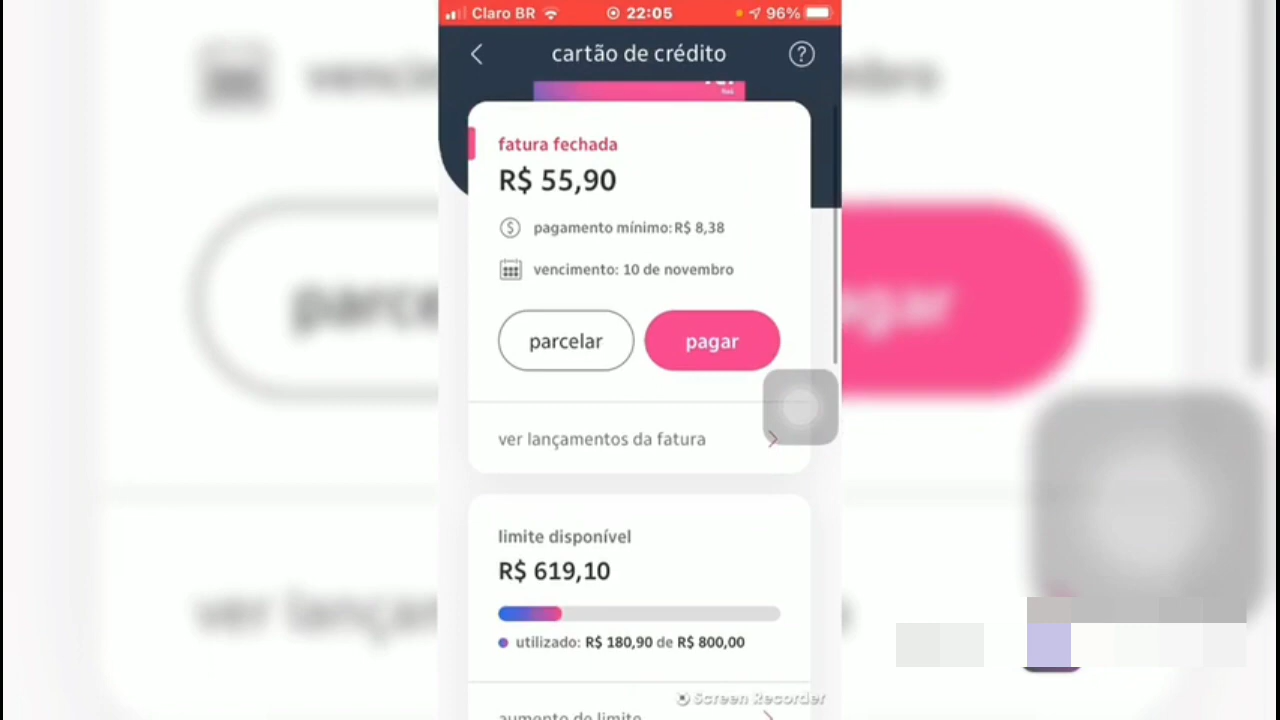 Claro BR 22:05 96%
cartão de crédito
fatura fechada
R$ 55,90
pagamento mínimo: R$ 8,38
vencimento: 10 de novembro
parcelar pagar
ver lançamentos da fatura
limite disponível
R$ 619,10
utilizado: R$ 180,90 de R$ 800,00
Screen Recorder
aumento de limite